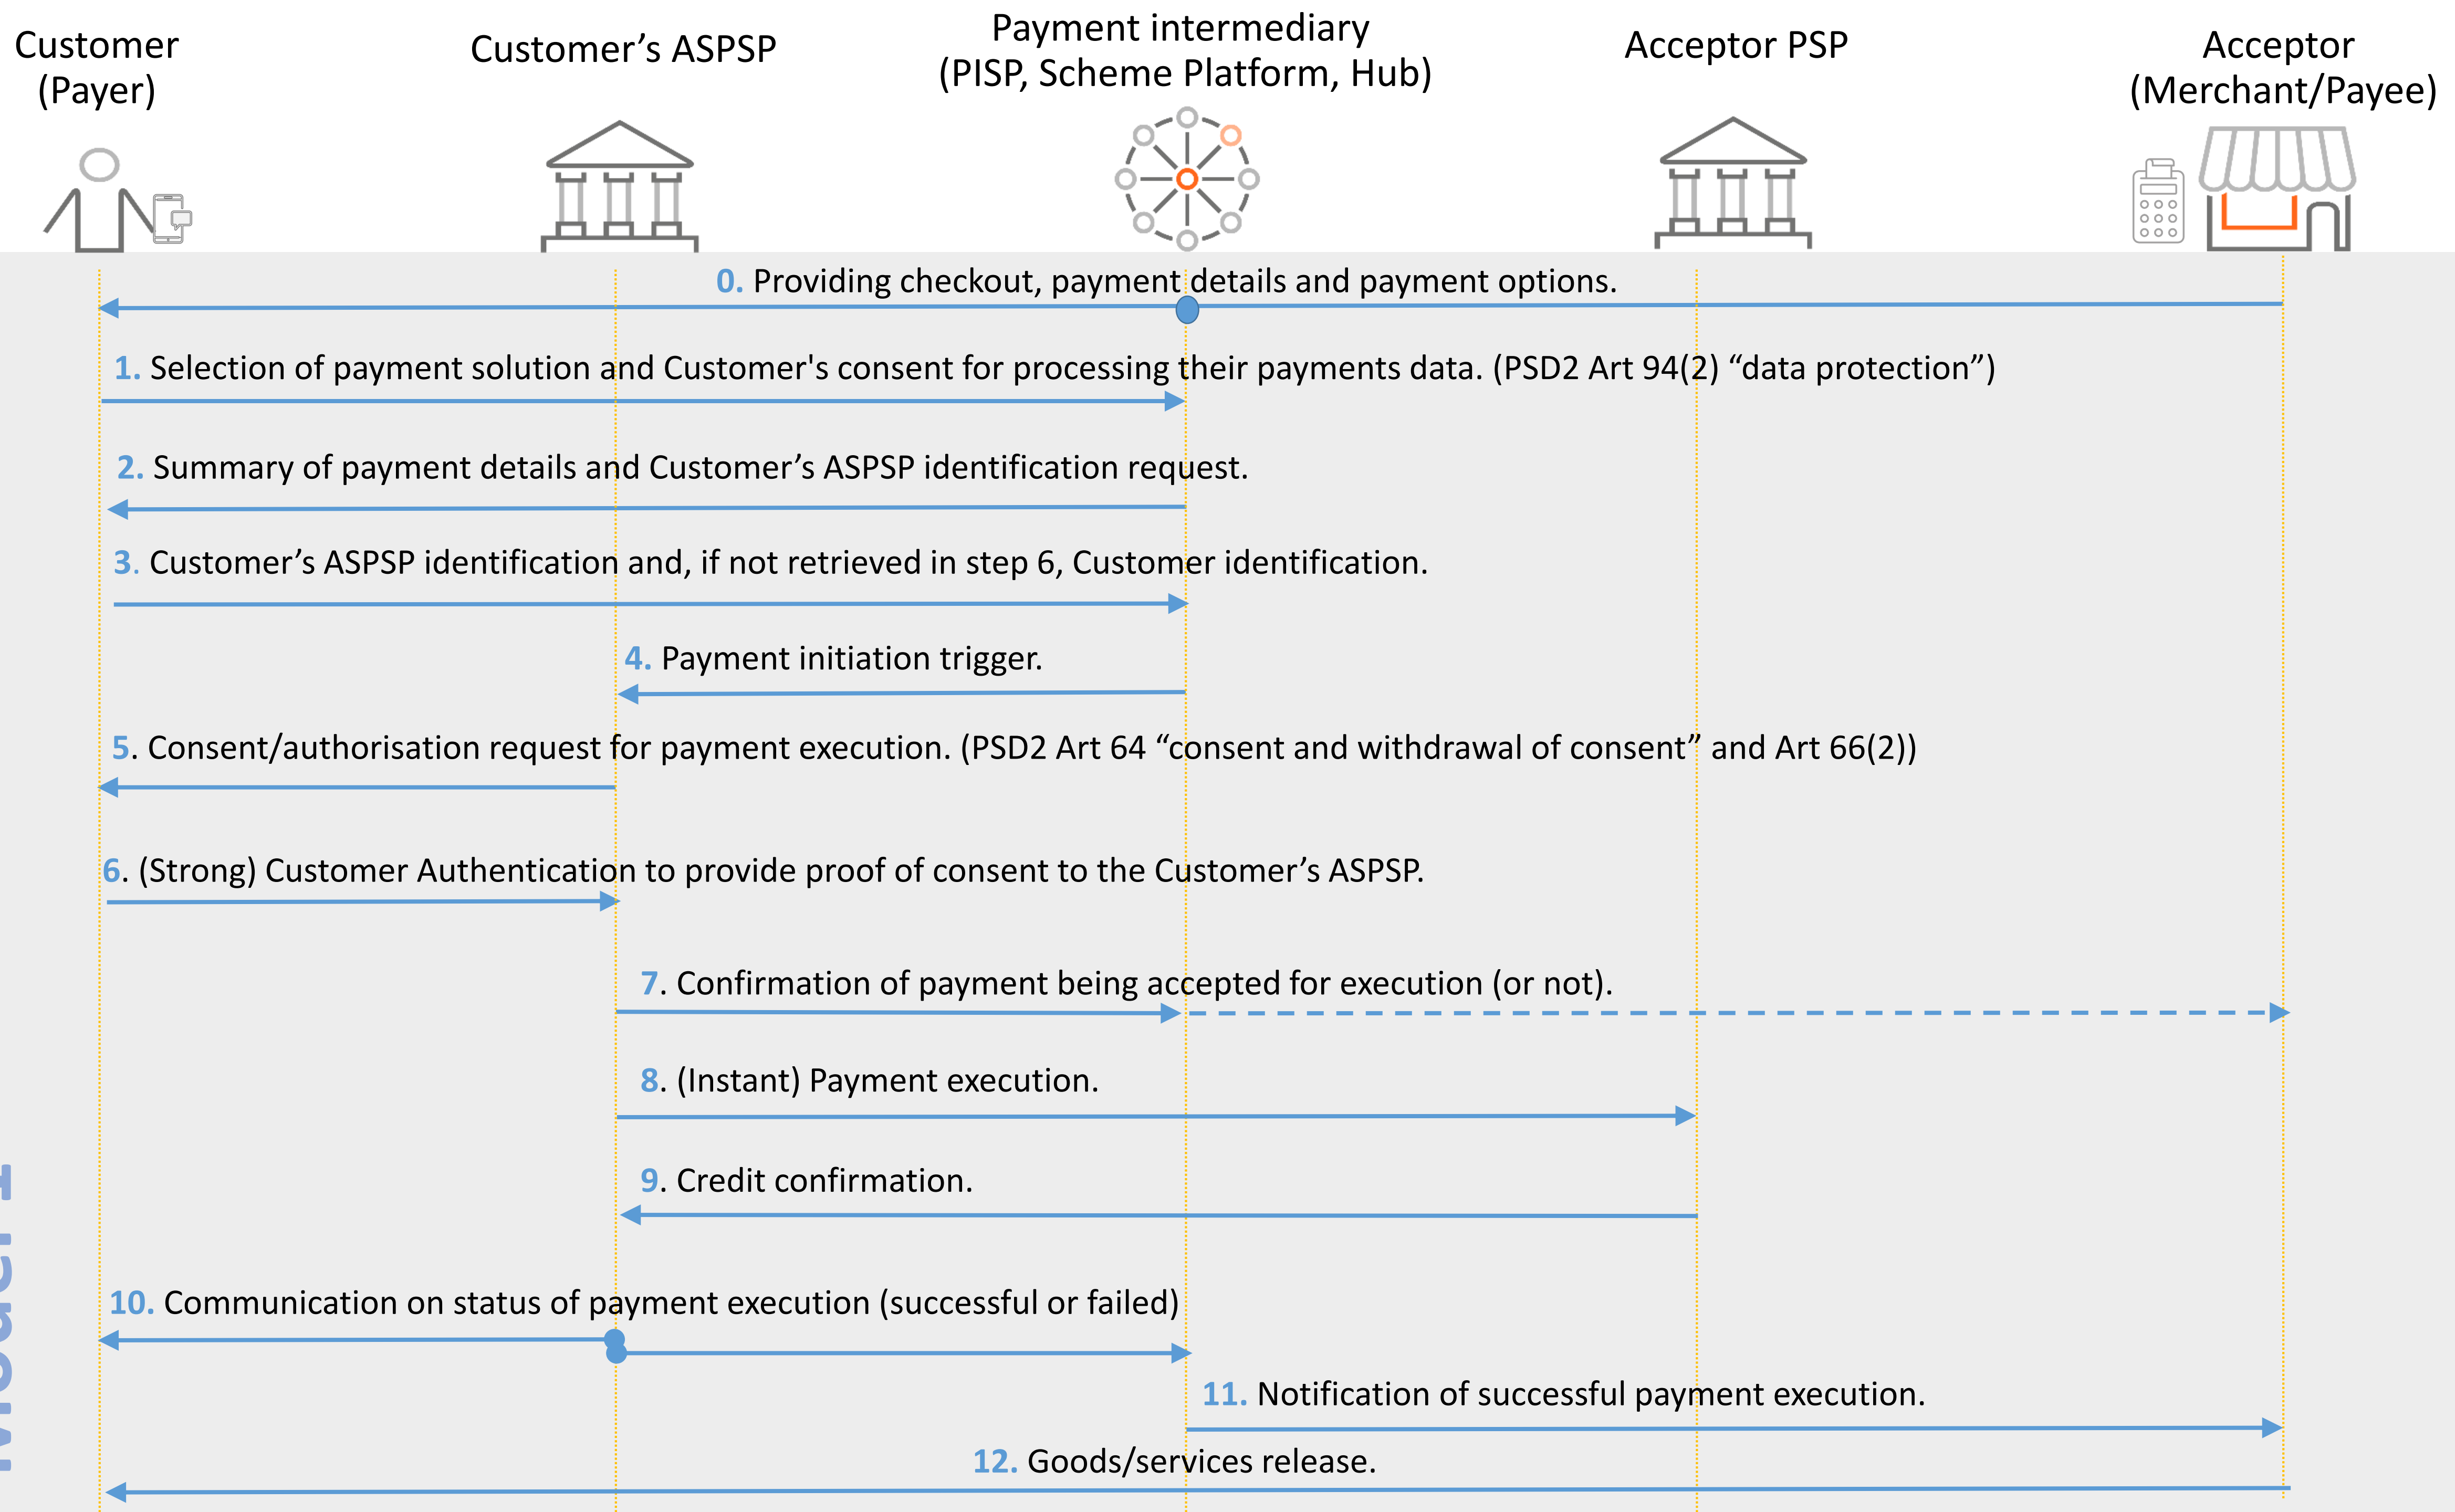 Customer
(Payer)
Customer’s ASPSP
Payment intermediary
(PISP, Scheme Platform, Hub)
Acceptor PSP
Acceptor
(Merchant/Payee)
0. Providing checkout, payment details and payment options.
1. Selection of payment solution and Customer's consent for processing their payments data. (PSD2 Art 94(2) “data protection”)
2. Summary of payment details and Customer’s ASPSP identification request.
3. Customer’s ASPSP identification and, if not retrieved in step 6, Customer identification.
4. Payment initiation trigger.
5. Consent/authorisation request for payment execution. (PSD2 Art 64 “consent and withdrawal of consent” and Art 66(2))
6. (Strong) Customer Authentication to provide proof of consent to the Customer’s ASPSP.
7. Confirmation of payment being accepted for execution (or not).
8. (Instant) Payment execution.
9. Credit confirmation.
10. Communication on status of payment execution (successful or failed)
11. Notification of successful payment execution.
12. Goods/services release.